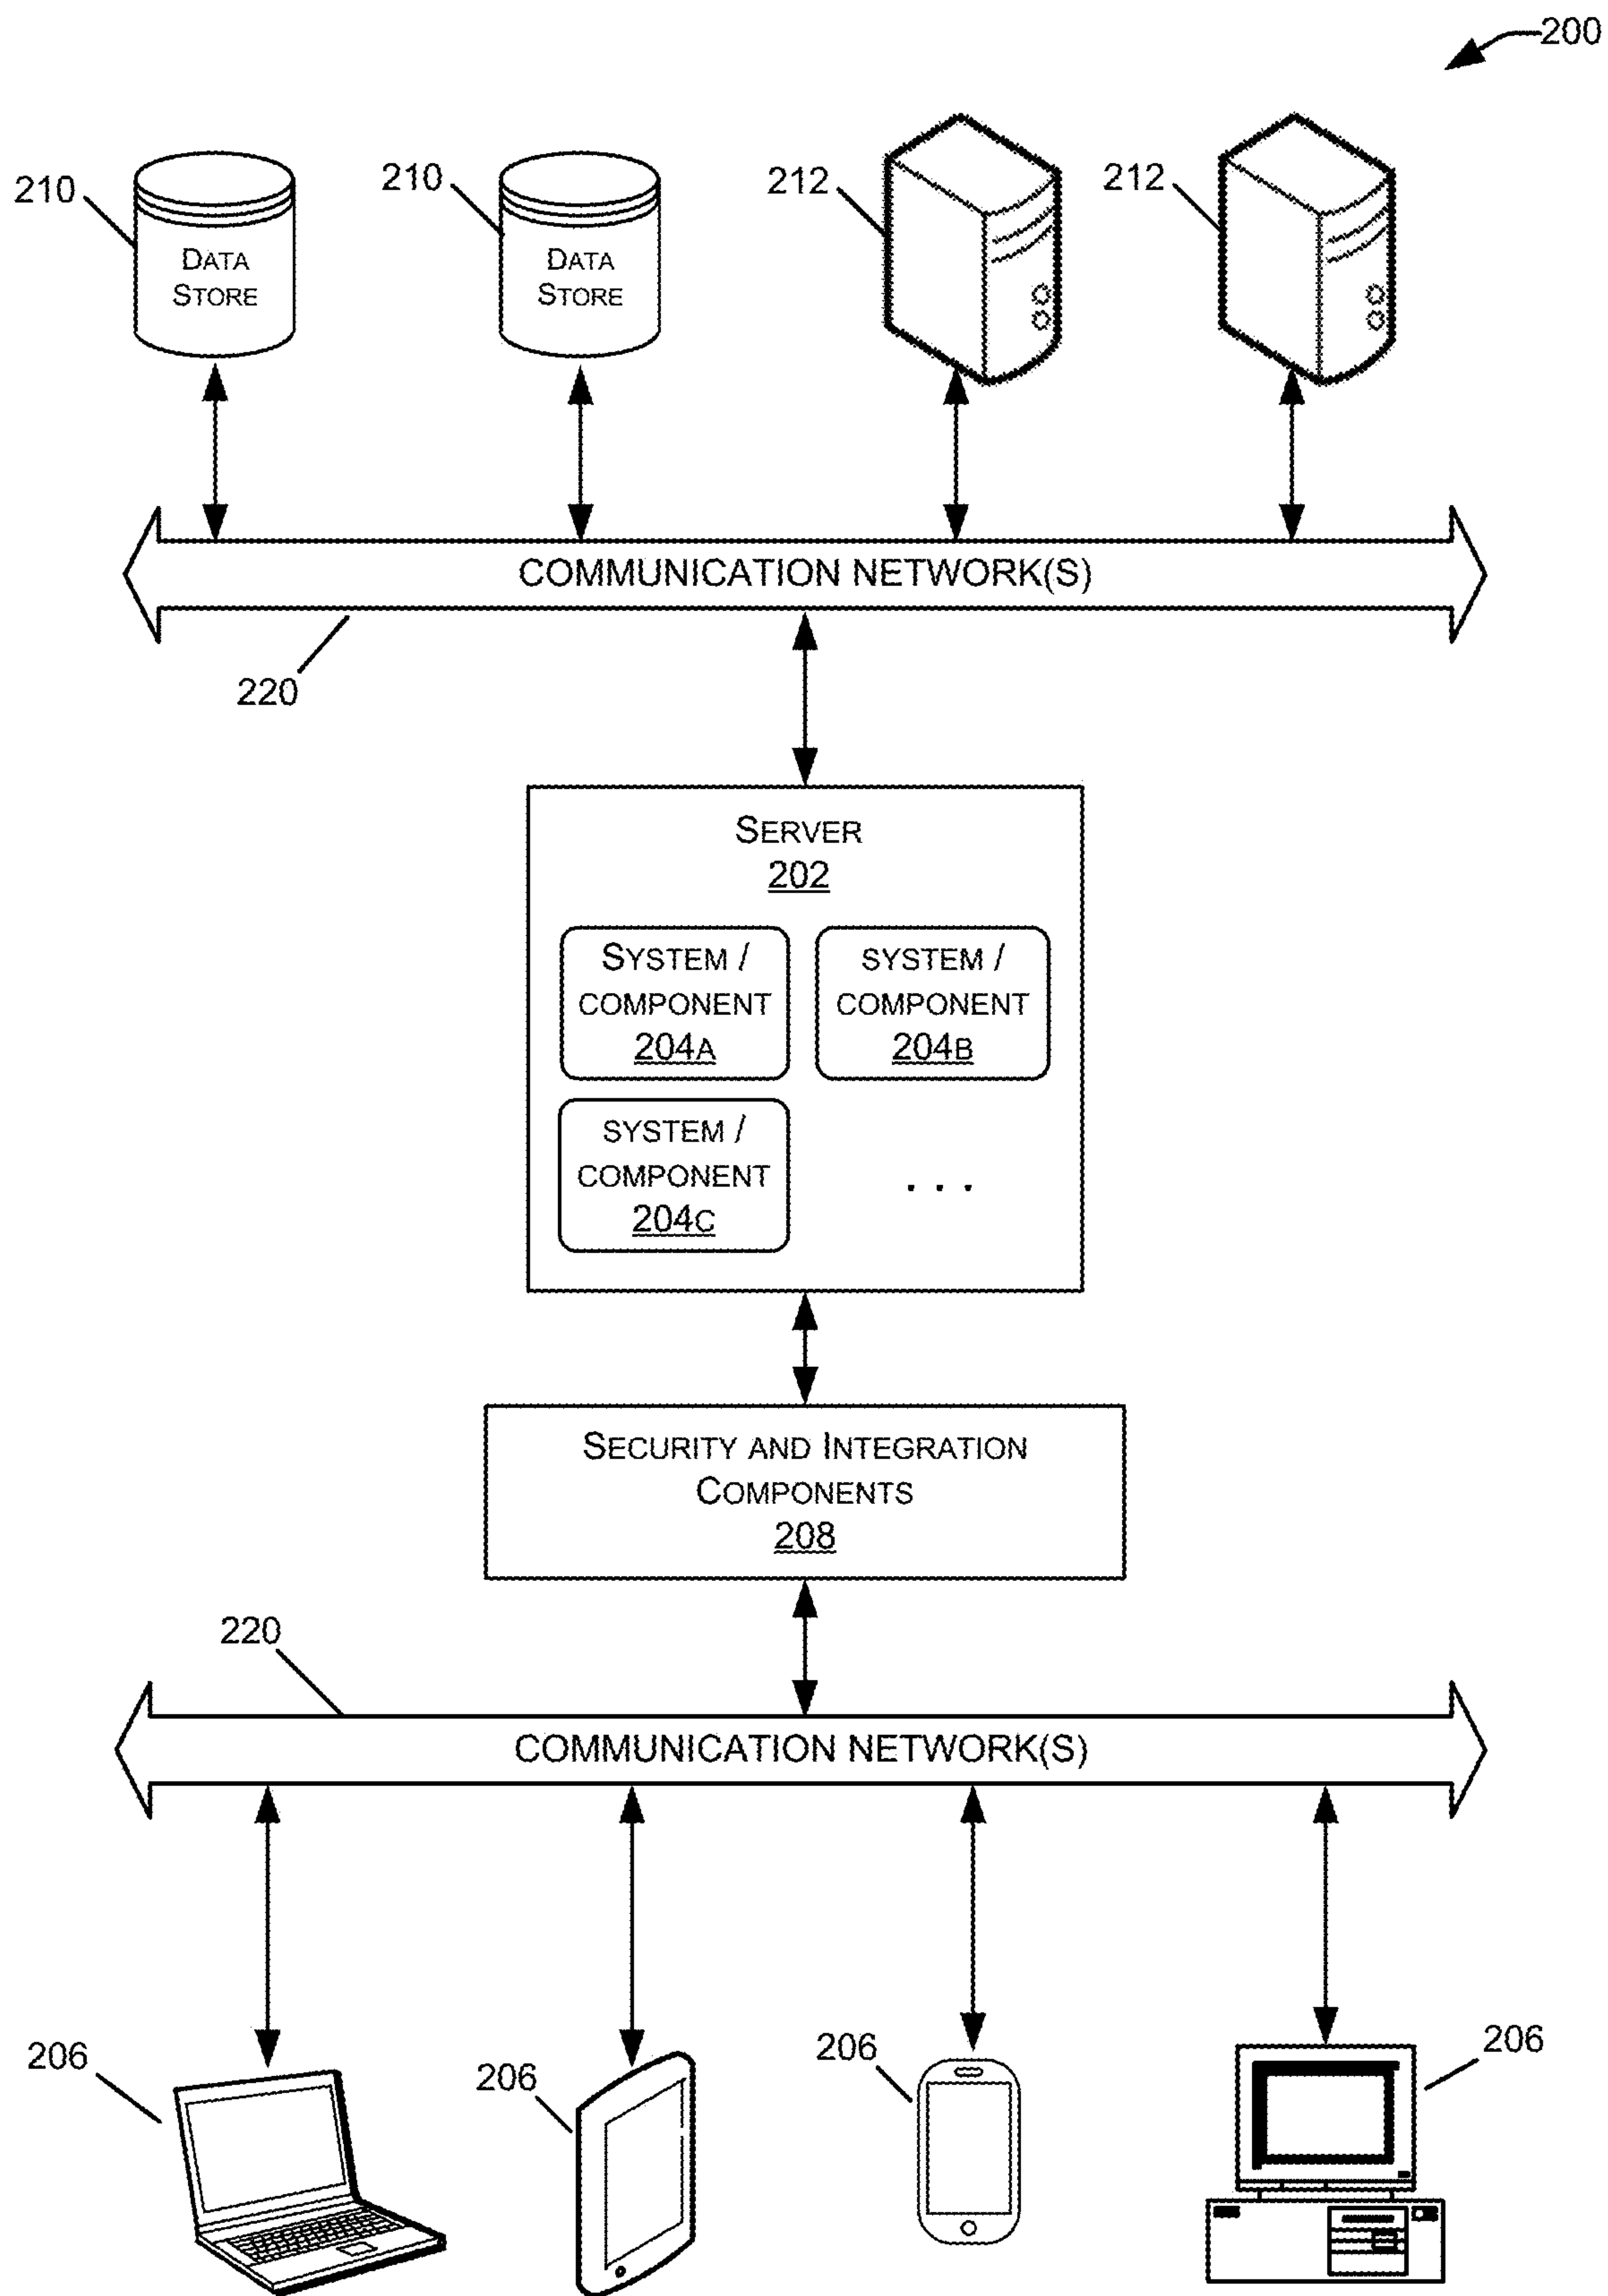 200
210
210
212
212
DATA
STORE
DATA
STORE
COMMUNICATION NETWORK(S)
220
SERVER
202
SYSTEM /
COMPONENT
204A
SYSTEM /
COMPONENT
204B
SYSTEM /
COMPONENT
204C
. . .
SECURITY AND INTEGRATION
COMPONENTS
208
220
COMMUNICATION NETWORK(S)
206
206
206
206